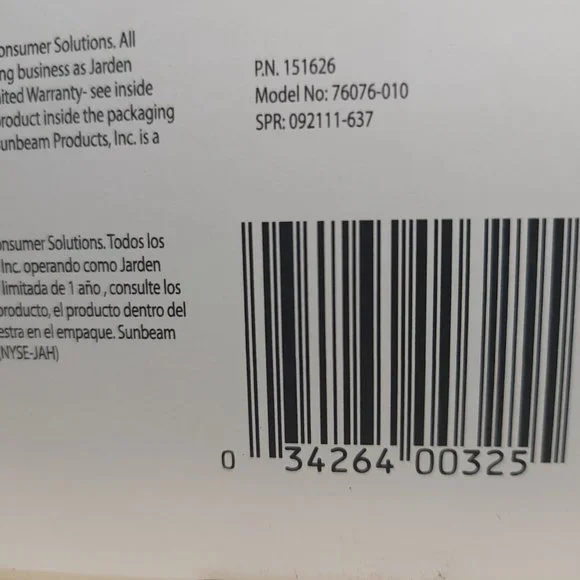 onsumer Solutions. All
ng business as Jarden
ited Warranty- see inside
roduct inside the packaging
unbeam Products, Inc. is a
P.N. 151626
Model No: 76076-010
SPR: 092111-637
onsumer Solutions. Todos los
Inc. operando como Jarden
limitada de 1 año , consulte los
producto, el producto dentro del
estra en el empaque. Sunbeam
(NYSE-JAH)
0 34264 00325